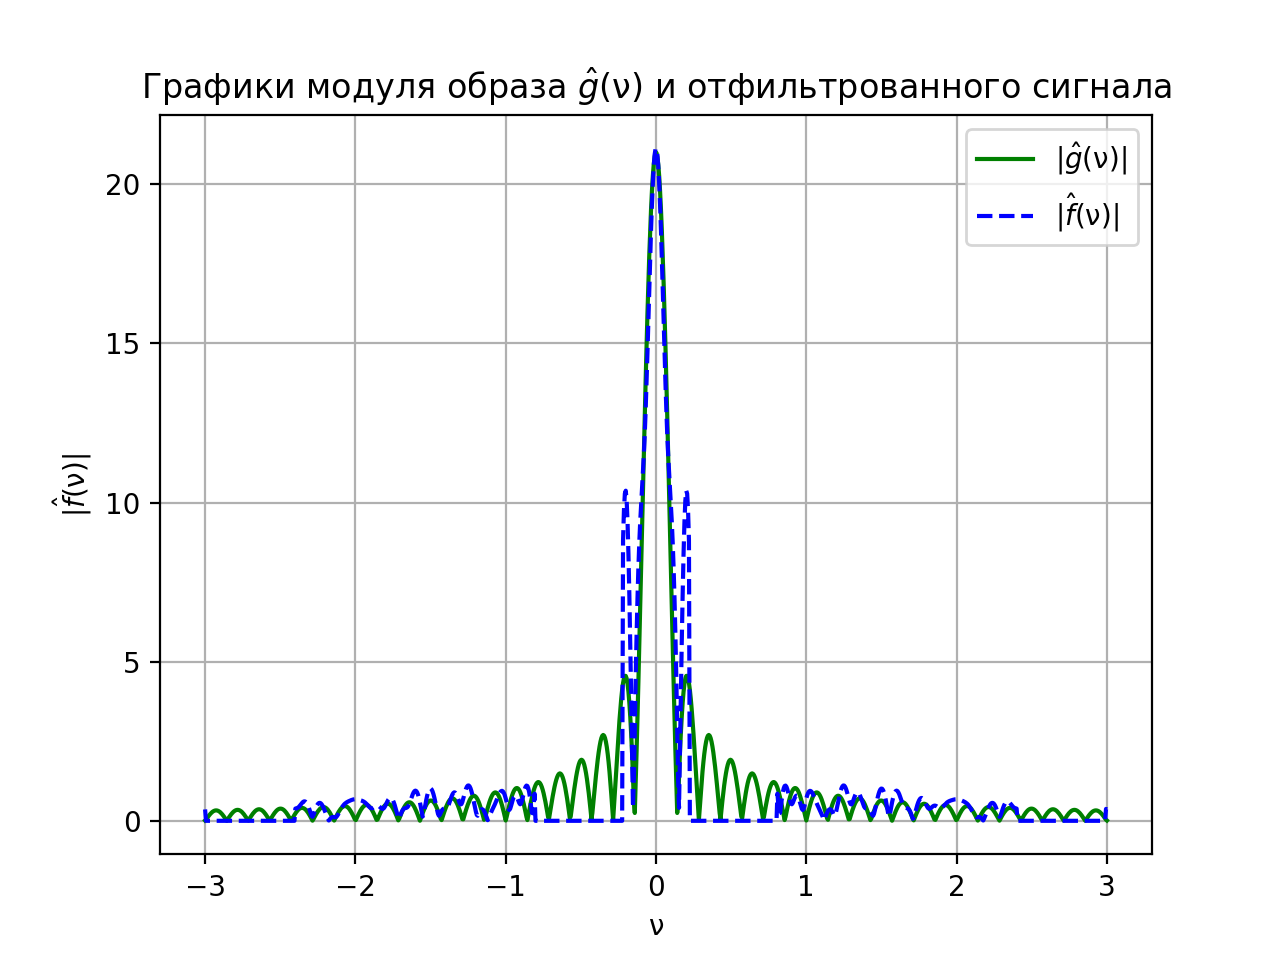 Графики модуля образа ĝ(ν) и отфильтрованного сигнала
|ĝ(ν)|
|f̂(ν)|
20
15
10
5
0
|f̂(ν)|
−3
−2
−1
0
1
2
3
ν